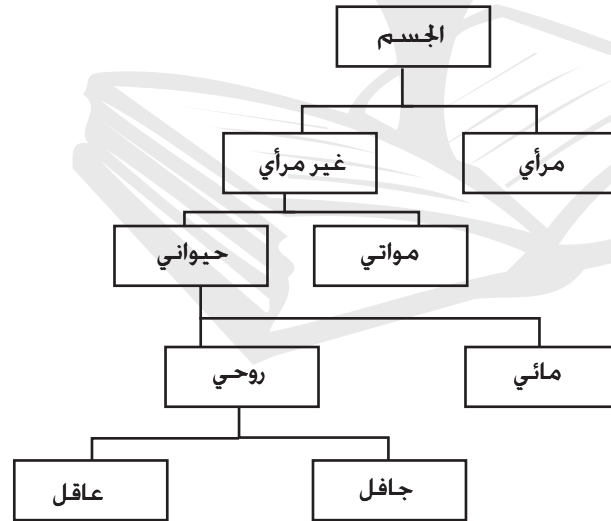 الجسم
مرأي
غير مرأي
مواتي
حيواني
مائي
روحي
جافل
عاقل